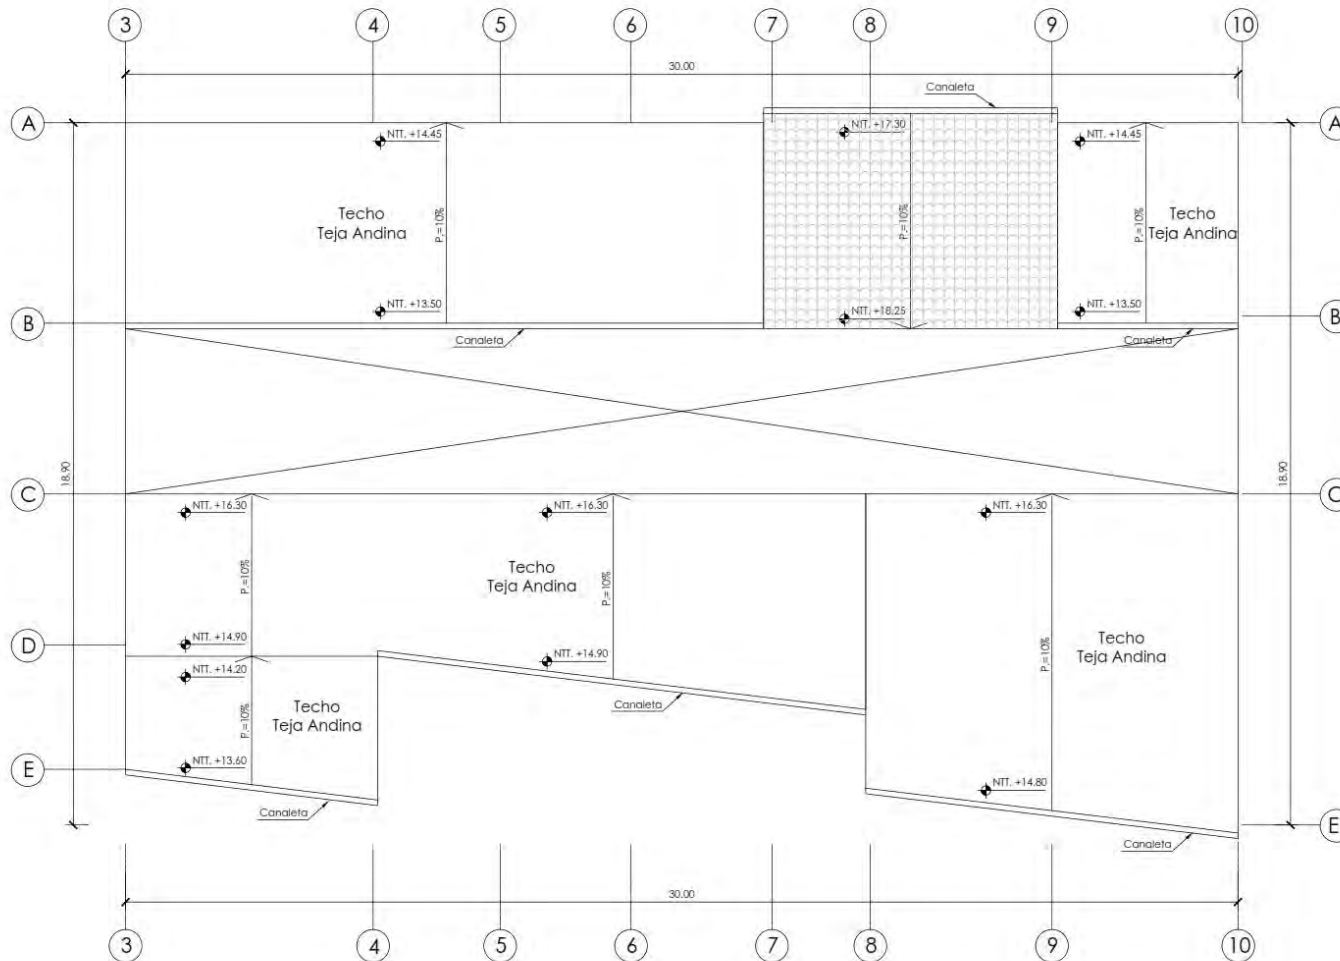 3 4 5 6 7 8 9 10
30.00
Canaleta
A A
NTT. +14.45 NTT. +17.30 NTT. +14.45
Techo
Teja Andina
P.=10%
P.=10%
P.=10%
Techo
Teja Andina
NTT. +13.50 NTT. +18.25 NTT. +13.50
B B
Canaleta Canaleta
18.90 18.90
C C
NTT. +16.30 NTT. +16.30 NTT. +16.30
P.=10%
Techo
Teja Andina
P.=10%
NTT. +14.90 NTT. +14.90
D
Techo
Teja Andina
P.=10%
NTT. +14.20
Techo
Teja Andina
P.=10%
Canaleta
NTT. +13.60 NTT. +14.80
E
Canaleta
E
Canaleta
30.00
3 4 5 6 7 8 9 10